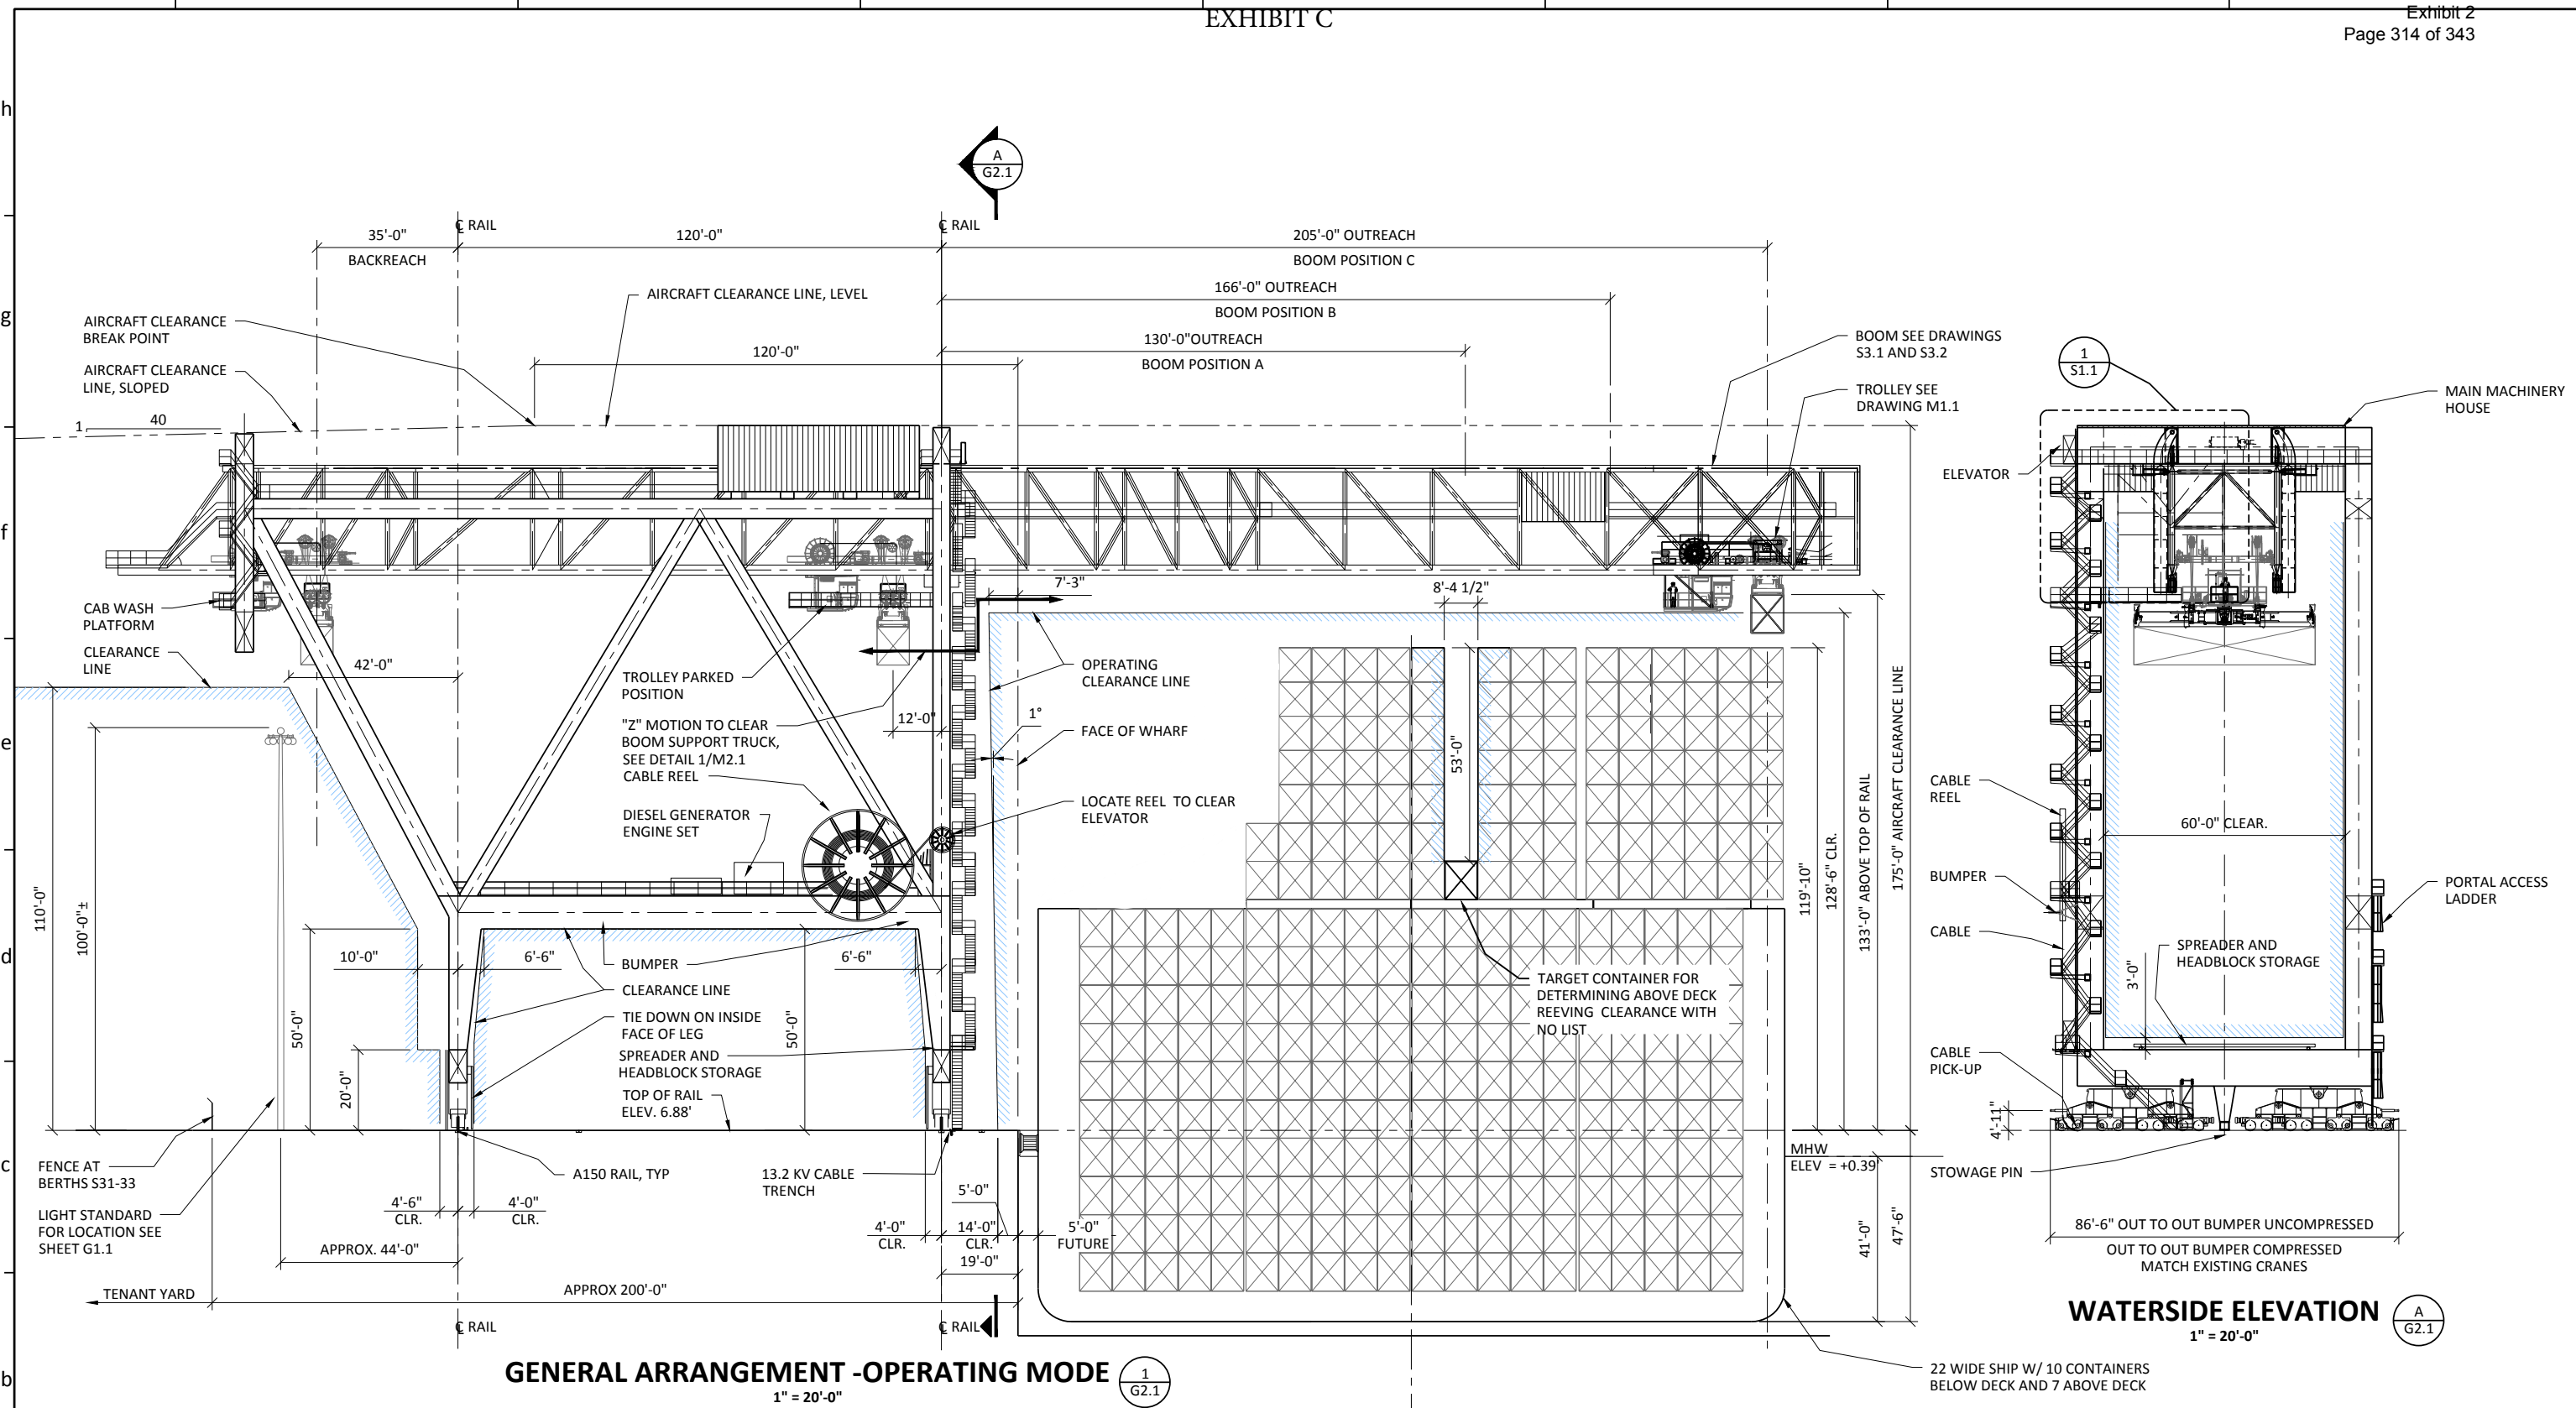 EXHIBIT C
Exhibit 2
Page 314 of 343
h
g
f
e
d
c
b
A
G2.1
℄ RAIL
℄ RAIL
35'-0"
BACKREACH
120'-0"
205'-0" OUTREACH
BOOM POSITION C
166'-0" OUTREACH
BOOM POSITION B
130'-0"OUTREACH
BOOM POSITION A
120'-0"
AIRCRAFT CLEARANCE LINE, LEVEL
AIRCRAFT CLEARANCE
BREAK POINT
AIRCRAFT CLEARANCE
LINE, SLOPED
1
40
BOOM SEE DRAWINGS
S3.1 AND S3.2
TROLLEY SEE
DRAWING M1.1
CAB WASH
PLATFORM
CLEARANCE
LINE
42'-0"
TROLLEY PARKED
POSITION
"Z" MOTION TO CLEAR
BOOM SUPPORT TRUCK,
SEE DETAIL 1/M2.1
CABLE REEL
DIESEL GENERATOR
ENGINE SET
12'-0"
7'-3"
8'-4 1/2"
OPERATING
CLEARANCE LINE
1°
FACE OF WHARF
LOCATE REEL TO CLEAR
ELEVATOR
53'-0"
119'-10"
128'-6" CLR.
133'-0" ABOVE TOP OF RAIL
175'-0" AIRCRAFT CLEARANCE LINE
110'-0"
100'-0"±
50'-0"
20'-0"
10'-0"
6'-6"
6'-6"
50'-0"
BUMPER
CLEARANCE LINE
TIE DOWN ON INSIDE
FACE OF LEG
SPREADER AND
HEADBLOCK STORAGE
TOP OF RAIL
ELEV. 6.88'
TARGET CONTAINER FOR
DETERMINING ABOVE DECK
REEVING CLEARANCE WITH
NO LIST
FENCE AT
BERTHS S31-33
LIGHT STANDARD
FOR LOCATION SEE
SHEET G1.1
4'-6"
CLR.
4'-0"
CLR.
A150 RAIL, TYP
13.2 KV CABLE
TRENCH
5'-0"
4'-0"
CLR.
14'-0"
CLR.
5'-0"
FUTURE
19'-0"
APPROX. 44'-0"
TENANT YARD
APPROX 200'-0"
℄ RAIL
℄ RAIL
MHW
ELEV = +0.39'
41'-0"
47'-6"
GENERAL ARRANGEMENT -OPERATING MODE
1" = 20'-0"
1
G2.1
22 WIDE SHIP W/ 10 CONTAINERS
BELOW DECK AND 7 ABOVE DECK
1
S1.1
MAIN MACHINERY
HOUSE
ELEVATOR
CABLE
REEL
60'-0" CLEAR.
BUMPER
CABLE
PORTAL ACCESS
LADDER
SPREADER AND
HEADBLOCK STORAGE
3'-0"
CABLE
PICK-UP
4'-11"
STOWAGE PIN
86'-6" OUT TO OUT BUMPER UNCOMPRESSED
OUT TO OUT BUMPER COMPRESSED
MATCH EXISTING CRANES
WATERSIDE ELEVATION
1" = 20'-0"
A
G2.1